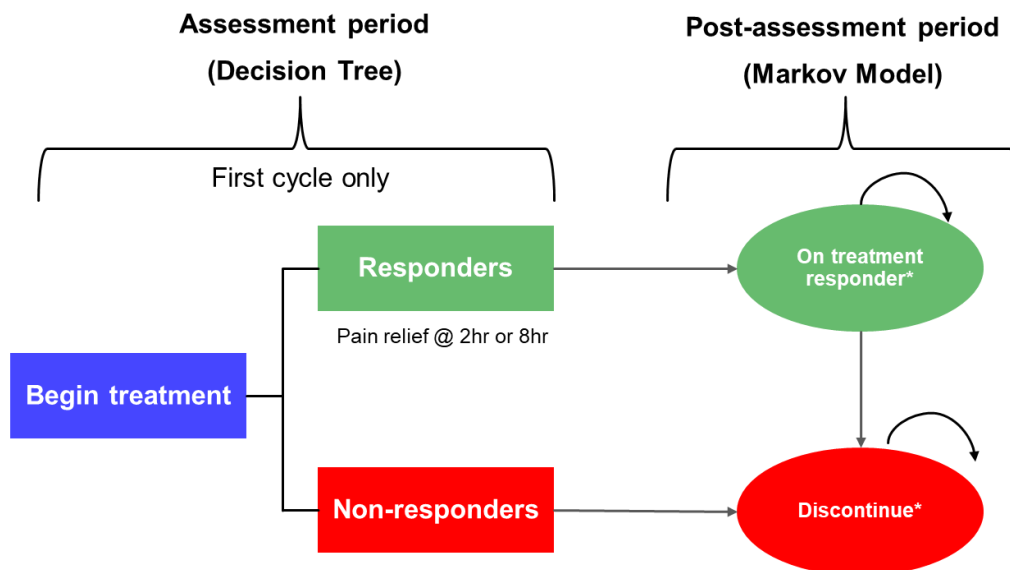 Assessment period
(Decision Tree)
Post-assessment period
(Markov Model)
First cycle only
Responders
On treatment
responder*
Pain relief @ 2hr or 8hr
Begin treatment
Non-responders
Discontinue*